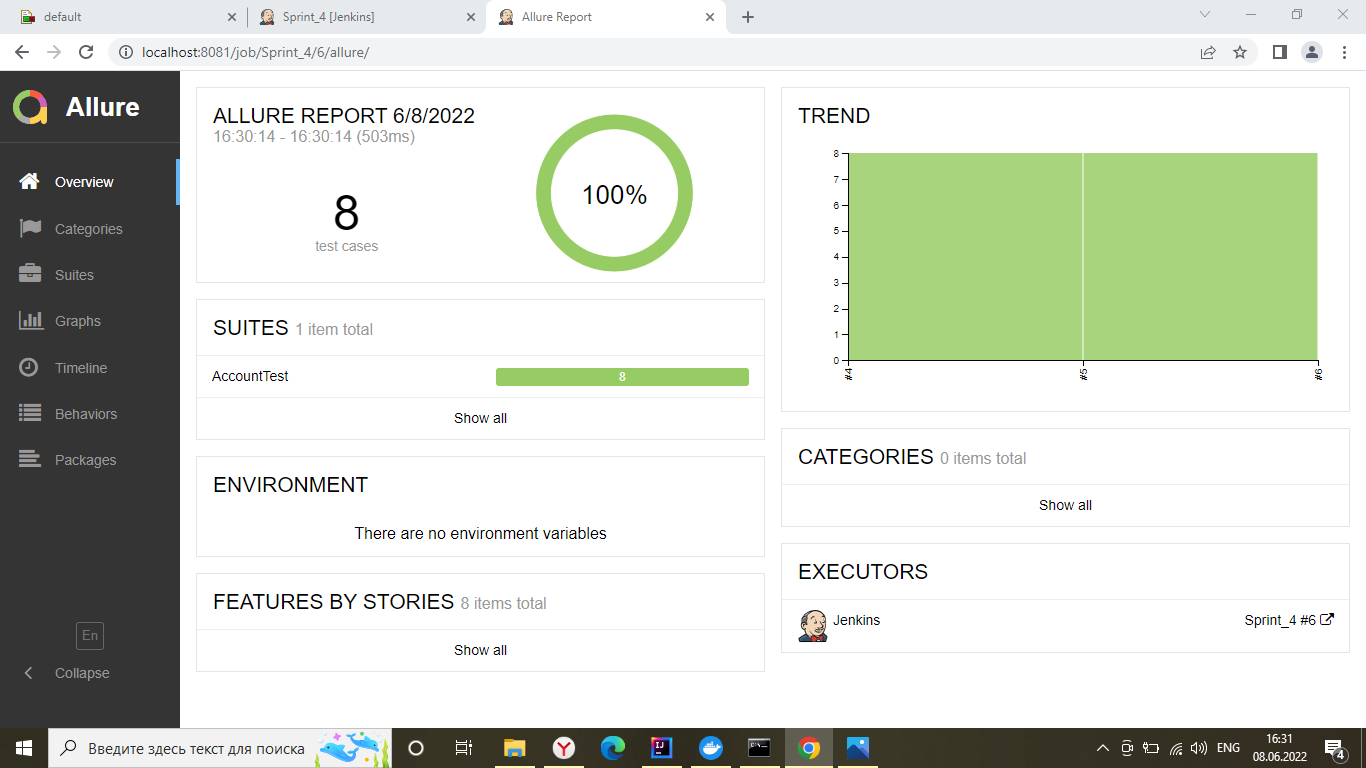 default
Sprint_4 [Jenkins]
Allure Report
localhost:8081/job/Sprint_4/6/allure/
Allure
Overview
Categories
Suites
Graphs
Timeline
Behaviors
Packages
En
Collapse
ALLURE REPORT 6/8/2022
16:30:14 - 16:30:14 (503ms)
8
test cases
100%
SUITES 1 item total
AccountTest 8
Show all
ENVIRONMENT
There are no environment variables
FEATURES BY STORIES 8 items total
Show all
TREND
8
7
6
5
4
3
2
1
0
#4 #5 #6
CATEGORIES 0 items total
Show all
EXECUTORS
Jenkins Sprint_4 #6
Введите здесь текст для поиска
ENG
16:31
08.06.2022
4